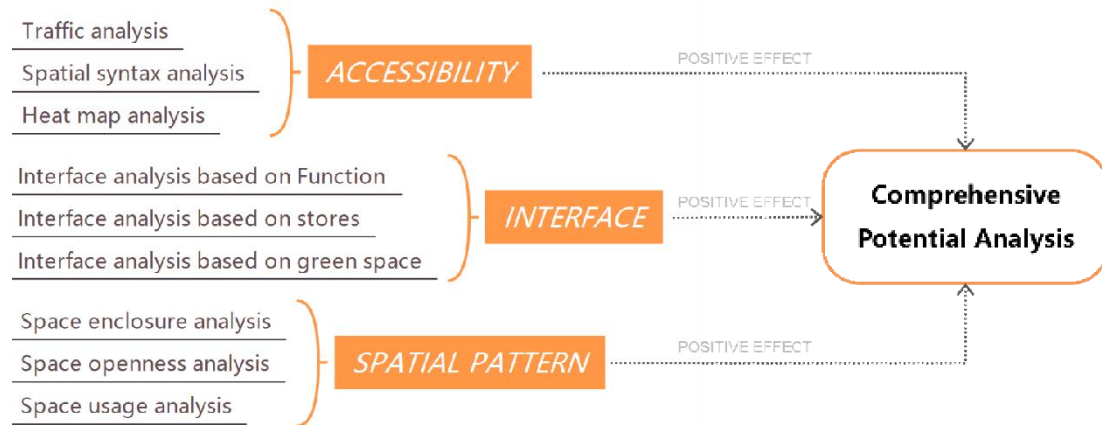 Traffic analysis
Spatial syntax analysis
Heat map analysis
ACCESSIBILITY
POSITIVE EFFECT
Interface analysis based on Function
Interface analysis based on stores
Interface analysis based on green space
INTERFACE
POSITIVE EFFECT
Comprehensive
Potential Analysis
Space enclosure analysis
Space openness analysis
Space usage analysis
SPATIAL PATTERN
POSITIVE EFFECT